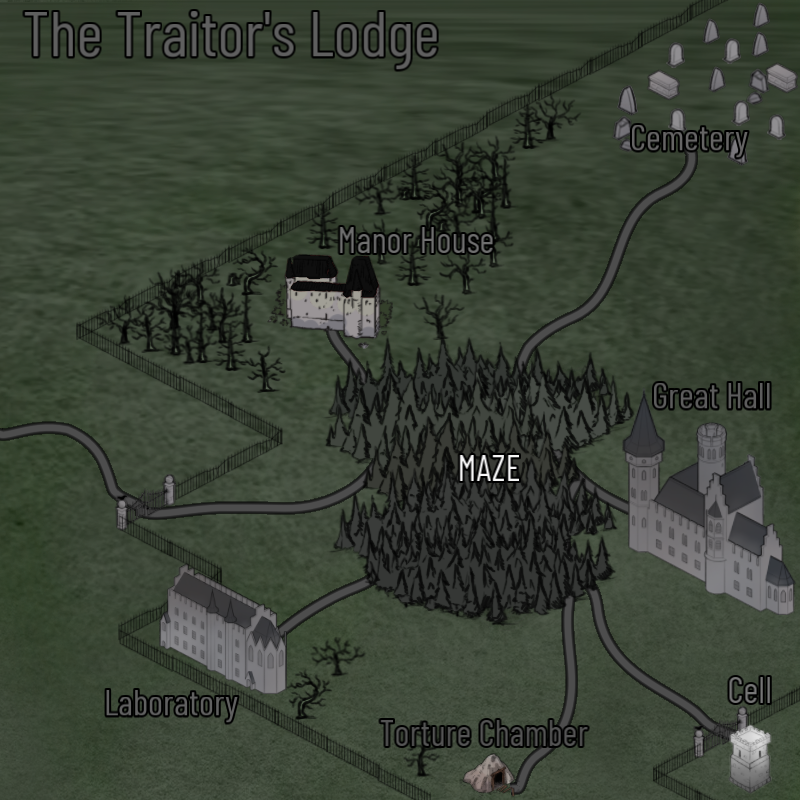 The Traitor's Lodge
Cemetery
Manor House
Great Hall
MAZE
Cell
Laboratory
Torture Chamber